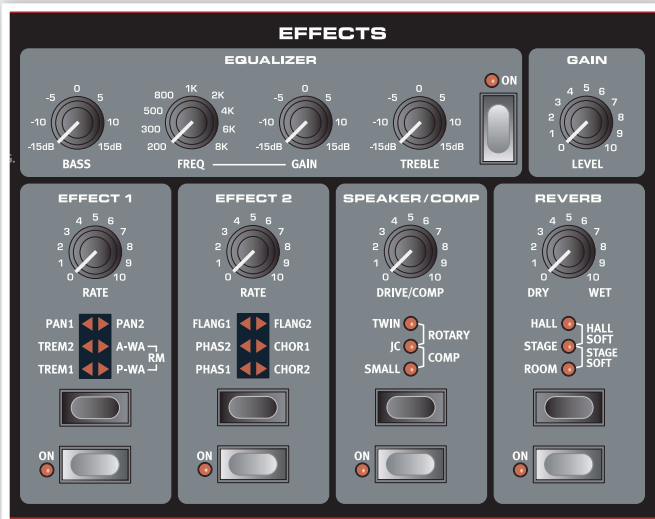 EFFECTS
EQUALIZER
-15dB -10 -5 0 5 10 15dB
BASS
200 300 500 800 1K 2K 4K 6K 8K
FREQ
-15dB -10 -5 0 5 10 15dB
GAIN
-15dB -10 -5 0 5 10 15dB
TREBLE
ON
GAIN
0 1 2 3 4 5 6 7 8 9 10
LEVEL
EFFECT 1
0 1 2 3 4 5 6 7 8 9 10
RATE
PAN1 PAN2
TREM2 A-WA
RM
TREM1 P-WA
ON
EFFECT 2
0 1 2 3 4 5 6 7 8 9 10
RATE
FLANG1 FLANG2
PHAS2 CHOR1
PHAS1 CHOR2
ON
SPEAKER/COMP
0 1 2 3 4 5 6 7 8 9 10
DRIVE/COMP
TWIN
ROTARY
JC
COMP
SMALL
ON
REVERB
0 1 2 3 4 5 6 7 8 9 10
DRY WET
HALL
HALL
SOFT
STAGE
STAGE
SOFT
ROOM
ON